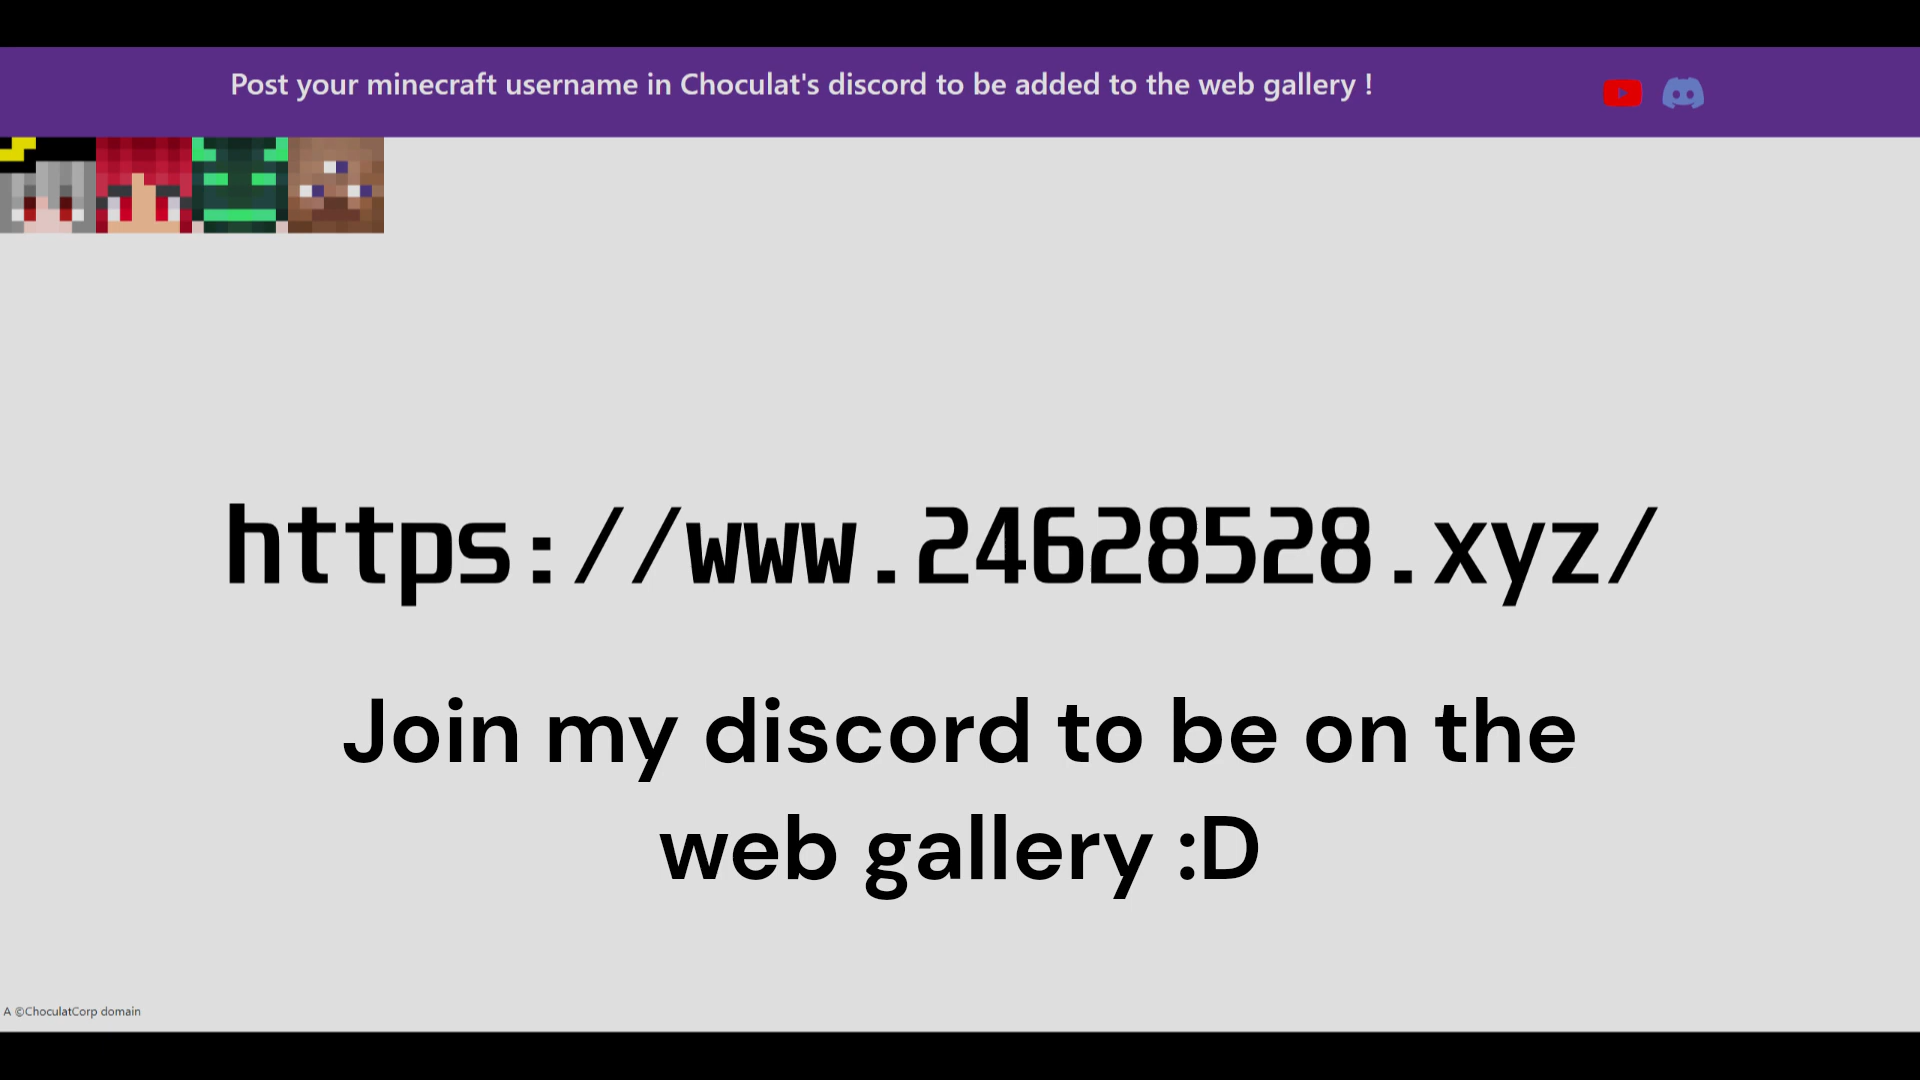 Post your minecraft username in Choculat's discord to be added to the web gallery !
https://www.24628528.xyz/
Join my discord to be on the
web gallery :D
A ©ChoculatCorp domain